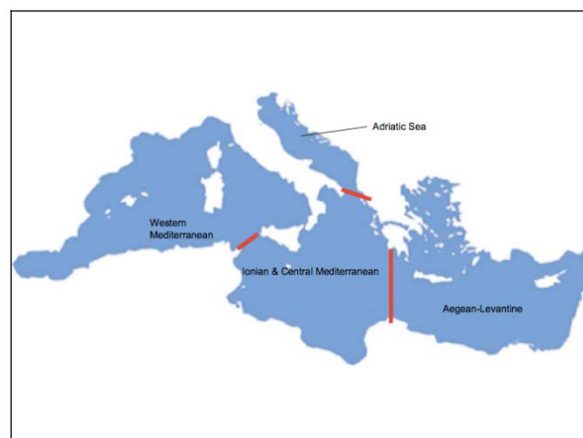 Adriatic Sea
Western
Mediterranean
Ionian & Central Mediterranean
Aegean-Levantine